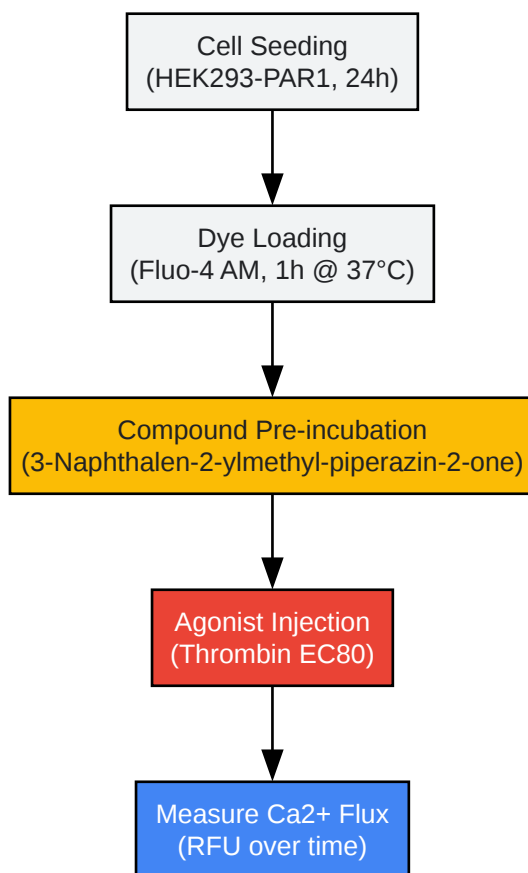 Cell Seeding
(HEK293-PAR1, 24h)
Dye Loading
(Fluo-4 AM, 1h @ 37°C)
Compound Pre-incubation
(3-Naphthalen-2-ylmethyl-piperazin-2-one)
Agonist Injection
(Thrombin EC80)
Measure Ca2+ Flux
(RFU over time)